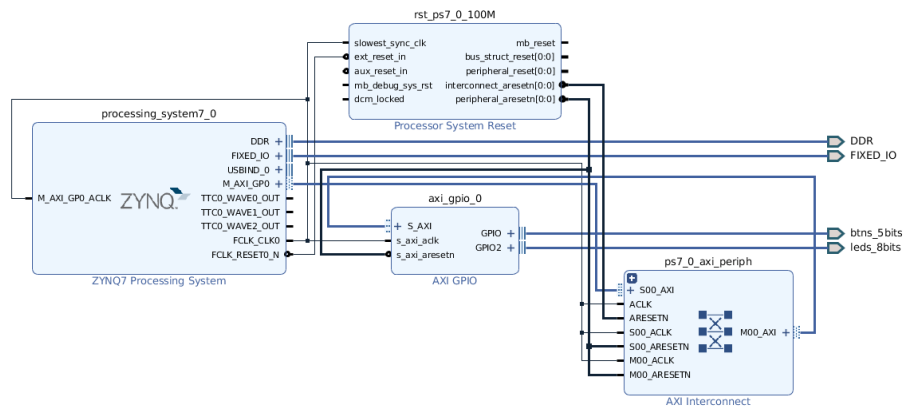 rst_ps7_0_100M
slowest_sync_clk
ext_reset_in
aux_reset_in
mb_debug_sys_rst
dcm_locked
mb_reset
bus_struct_reset[0:0]
peripheral_reset[0:0]
interconnect_aresetn[0:0]
peripheral_aresetn[0:0]
Processor System Reset
processing_system7_0
M_AXI_GP0_ACLK
ZYNQ
DDR
FIXED_IO
USBIND_0
M_AXI_GP0
TTC0_WAVE0_OUT
TTC0_WAVE1_OUT
TTC0_WAVE2_OUT
FCLK_CLK0
FCLK_RESET0_N
ZYNQ7 Processing System
DDR
FIXED_IO
axi_gpio_0
S_AXI
s_axi_aclk
s_axi_aresetn
GPIO
GPIO2
AXI GPIO
btns_5bits
leds_8bits
ps7_0_axi_periph
S00_AXI
ACLK
ARESETN
S00_ACLK
S00_ARESETN
M00_ACLK
M00_ARESETN
M00_AXI
AXI Interconnect